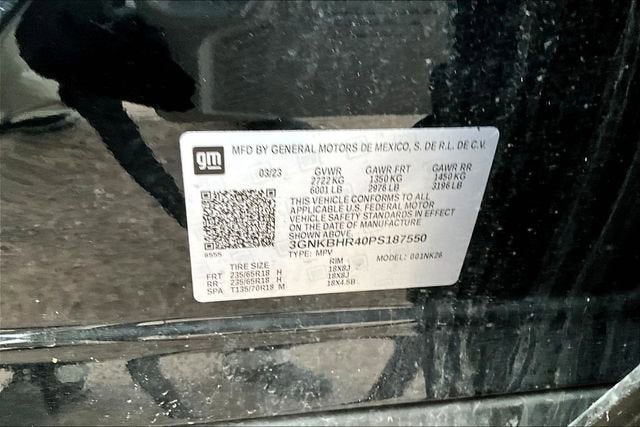 gm MFD BY GENERAL MOTORS DE MEXICO, S. DE R.L. DE C.V.
03/23 GVWR GAWR FRT GAWR RR
2722 KG 1350 KG 1450 KG
6001 LB 2976 LB 3196 LB
THIS VEHICLE CONFORMS TO ALL
APPLICABLE U.S. FEDERAL MOTOR
VEHICLE SAFETY STANDARDS IN EFFECT
ON THE DATE OF MANUFACTURE
SHOWN ABOVE.
3GNKBHR40PS187550
TYPE: MPV MODEL: 001NK26
TIRE SIZE RIM
FRT 235/65R18 H 18X8J
RR 235/65R18 H 18X8J
SPA T135/70R18 M 18X4.5B